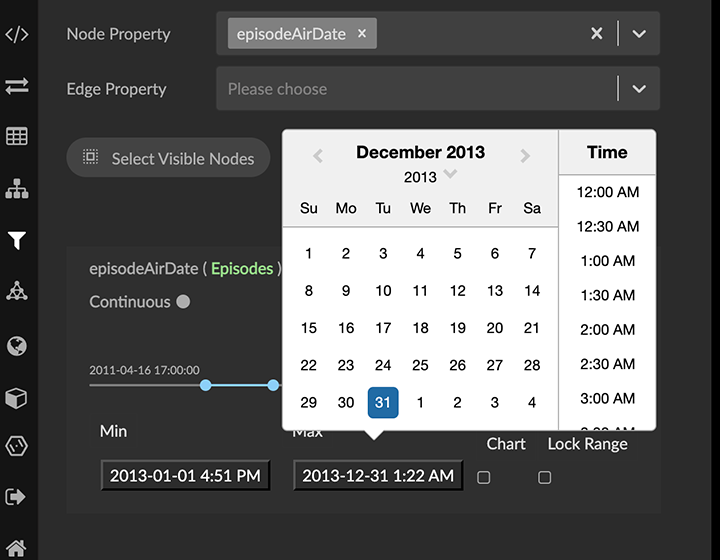 Node Property
episodeAirDate ×
Edge Property
Please choose
Select Visible Nodes
December 2013
2013
Su Mo Tu We Th Fr Sa
1 2 3 4 5 6 7
8 9 10 11 12 13 14
15 16 17 18 19 20 21
22 23 24 25 26 27 28
29 30 31 1 2 3 4
Time
12:00 AM
12:30 AM
1:00 AM
1:30 AM
2:00 AM
2:30 AM
3:00 AM
episodeAirDate ( Episodes )
Continuous
2011-04-16 17:00:00
Min
Max
Chart
Lock Range
2013-01-01 4:51 PM
2013-12-31 1:22 AM